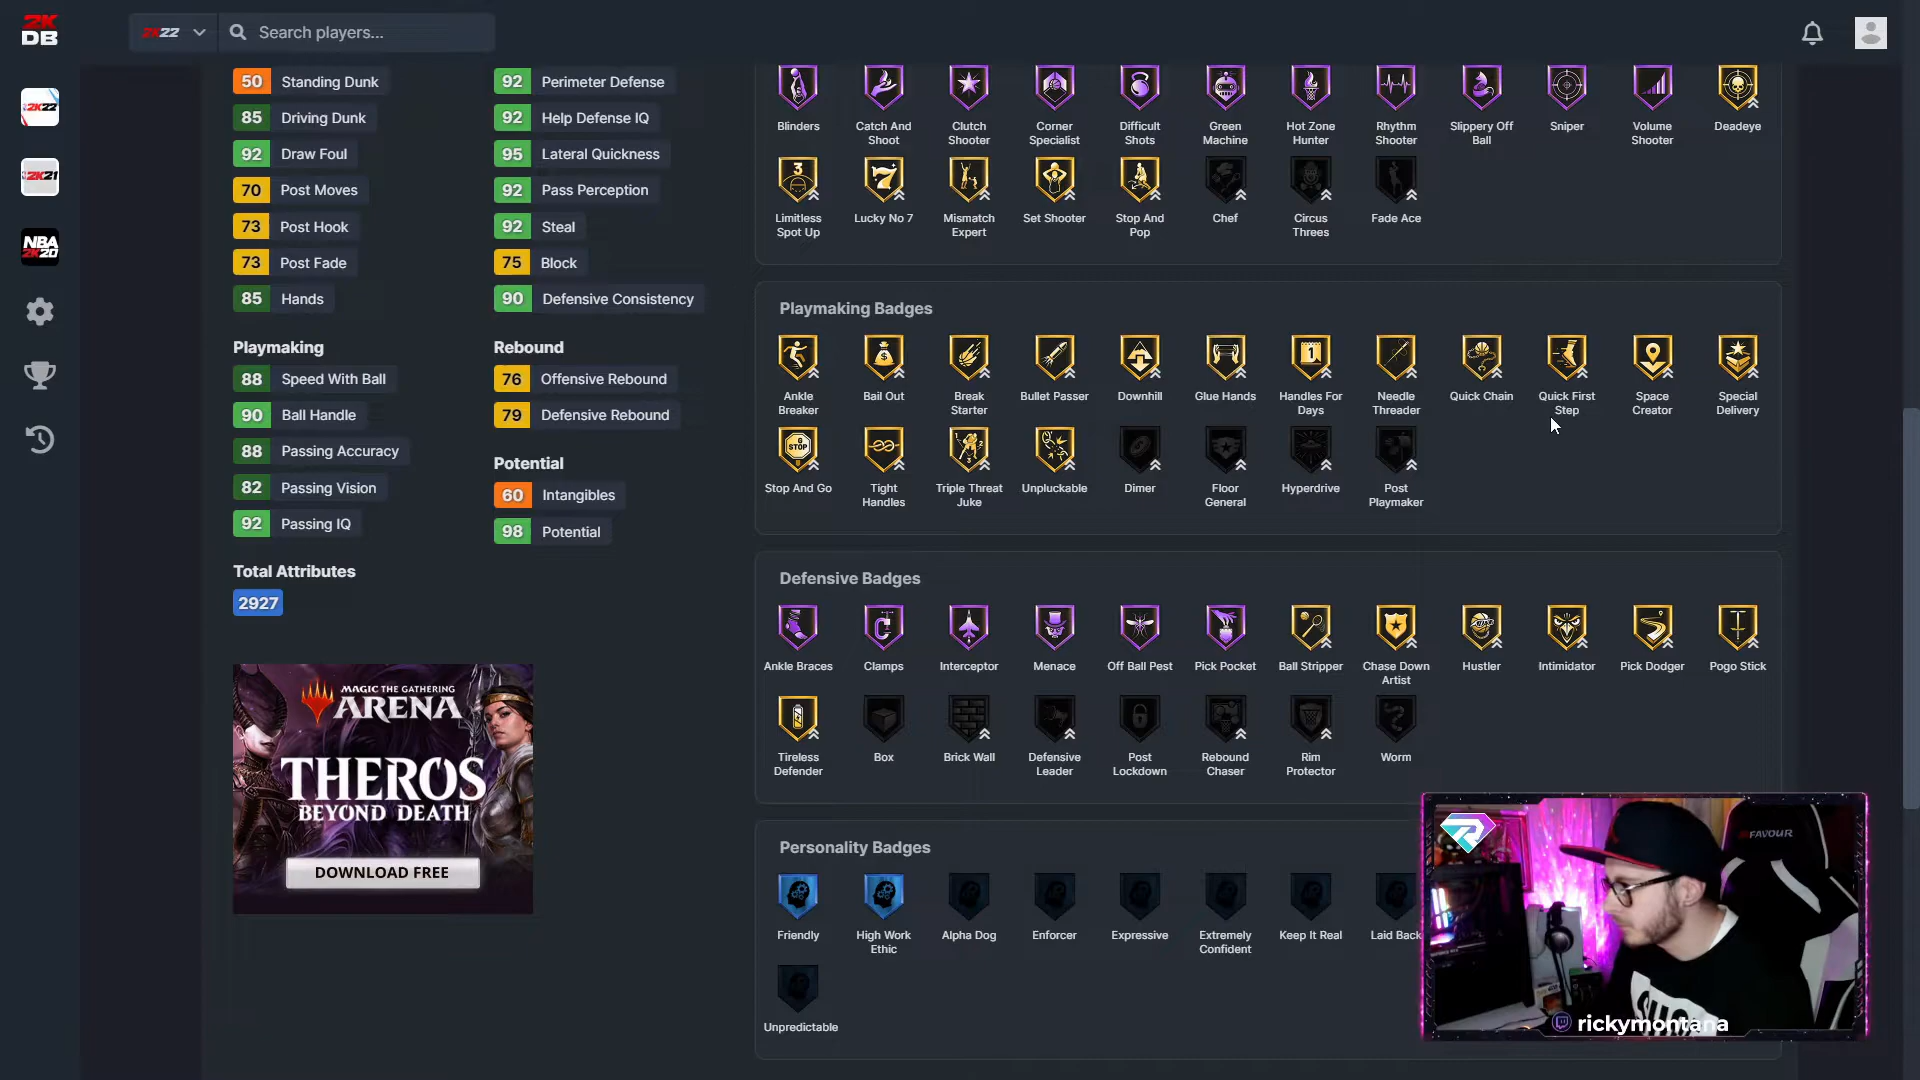 2K DB
2K22
Search players...
2K22
2K21
NBA 2K20
50 Standing Dunk
85 Driving Dunk
92 Draw Foul
70 Post Moves
73 Post Hook
73 Post Fade
85 Hands
Playmaking
88 Speed With Ball
90 Ball Handle
88 Passing Accuracy
82 Passing Vision
92 Passing IQ
Total Attributes
2927
92 Perimeter Defense
92 Help Defense IQ
95 Lateral Quickness
92 Pass Perception
92 Steal
75 Block
90 Defensive Consistency
Rebound
76 Offensive Rebound
79 Defensive Rebound
Potential
60 Intangibles
98 Potential
MAGIC THE GATHERING
ARENA
THEROS
BEYOND DEATH
DOWNLOAD FREE
Blinders
Catch And Shoot
Clutch Shooter
Corner Specialist
Difficult Shots
Green Machine
Hot Zone Hunter
Rhythm Shooter
Slippery Off Ball
Sniper
Volume Shooter
Deadeye
Limitless Spot Up
Lucky No 7
Mismatch Expert
Set Shooter
Stop And Pop
Chef
Circus Threes
Fade Ace
Playmaking Badges
Ankle Breaker
Bail Out
Break Starter
Bullet Passer
Downhill
Glue Hands
Handles For Days
Needle Threader
Quick Chain
Quick First Step
Space Creator
Special Delivery
Stop And Go
Tight Handles
Triple Threat Juke
Unpluckable
Dimer
Floor General
Hyperdrive
Post Playmaker
Defensive Badges
Ankle Braces
Clamps
Interceptor
Menace
Off Ball Pest
Pick Pocket
Ball Stripper
Chase Down Artist
Hustler
Intimidator
Pick Dodger
Pogo Stick
Tireless Defender
Box
Brick Wall
Defensive Leader
Post Lockdown
Rebound Chaser
Rim Protector
Worm
Personality Badges
Friendly
High Work Ethic
Alpha Dog
Enforcer
Expressive
Extremely Confident
Keep It Real
Laid Back
Unpredictable
FAVOUR
rickymontana